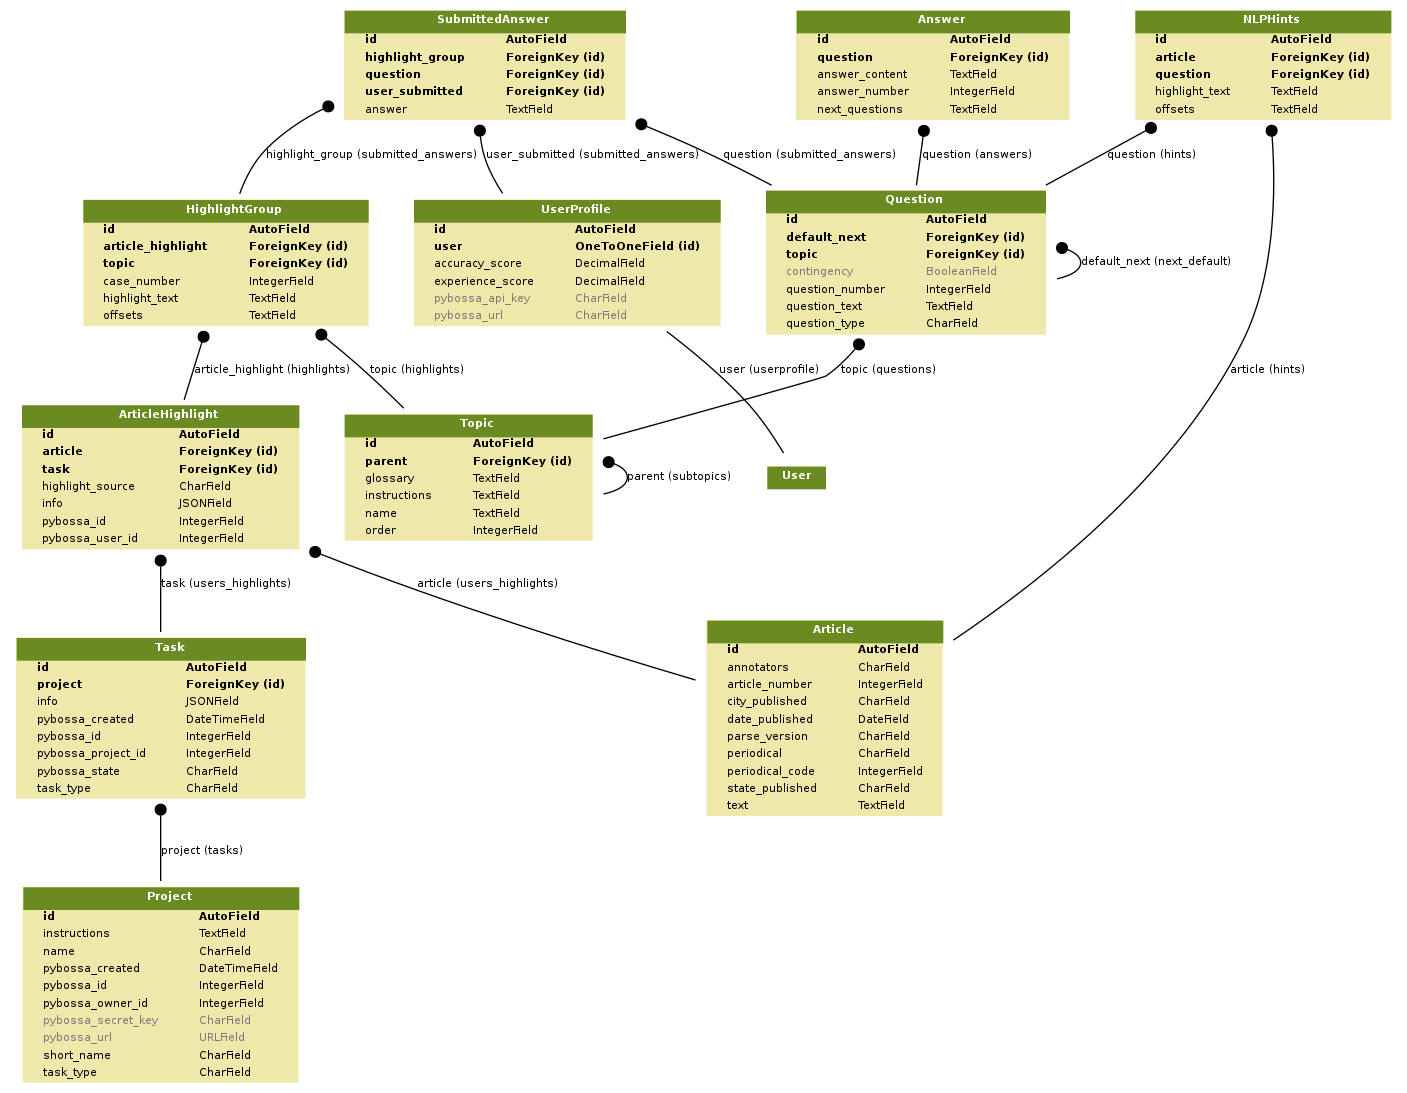 SubmittedAnswer
id AutoField
highlight_group ForeignKey (id)
question ForeignKey (id)
user_submitted ForeignKey (id)
answer TextField
Answer
id AutoField
question ForeignKey (id)
answer_content TextField
answer_number IntegerField
next_questions TextField
NLPHints
id AutoField
article ForeignKey (id)
question ForeignKey (id)
highlight_text TextField
offsets TextField
highlight_group (submitted_answers)
user_submitted (submitted_answers)
question (submitted_answers)
question (answers)
question (hints)
HighlightGroup
id AutoField
article_highlight ForeignKey (id)
topic ForeignKey (id)
case_number IntegerField
highlight_text TextField
offsets TextField
UserProfile
id AutoField
user OneToOneField (id)
accuracy_score DecimalField
experience_score DecimalField
pybossa_api_key CharField
pybossa_url CharField
Question
id AutoField
default_next ForeignKey (id)
topic ForeignKey (id)
contingency BooleanField
question_number IntegerField
question_text TextField
question_type CharField
default_next (next_default)
article_highlight (highlights)
topic (highlights)
user (userprofile)
topic (questions)
article (hints)
ArticleHighlight
id AutoField
article ForeignKey (id)
task ForeignKey (id)
highlight_source CharField
info JSONField
pybossa_id IntegerField
pybossa_user_id IntegerField
Topic
id AutoField
parent ForeignKey (id)
glossary TextField
instructions TextField
name TextField
order IntegerField
parent (subtopics)
User
task (users_highlights)
article (users_highlights)
Task
id AutoField
project ForeignKey (id)
info JSONField
pybossa_created DateTimeField
pybossa_id IntegerField
pybossa_project_id IntegerField
pybossa_state CharField
task_type CharField
Article
id AutoField
annotators CharField
article_number IntegerField
city_published CharField
date_published DateField
parse_version CharField
periodical CharField
periodical_code IntegerField
state_published CharField
text TextField
project (tasks)
Project
id AutoField
instructions TextField
name CharField
pybossa_created DateTimeField
pybossa_id IntegerField
pybossa_owner_id IntegerField
pybossa_secret_key CharField
pybossa_url URLField
short_name CharField
task_type CharField